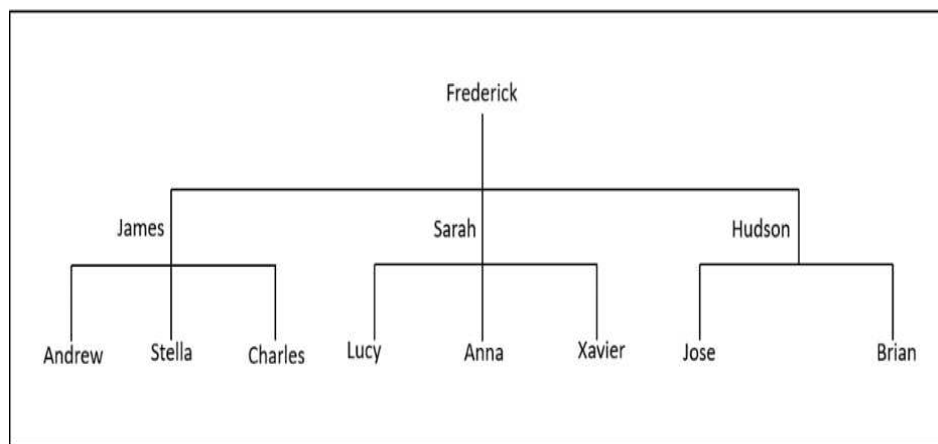 Frederick
James Sarah Hudson
Andrew Stella Charles Lucy Anna Xavier Jose Brian